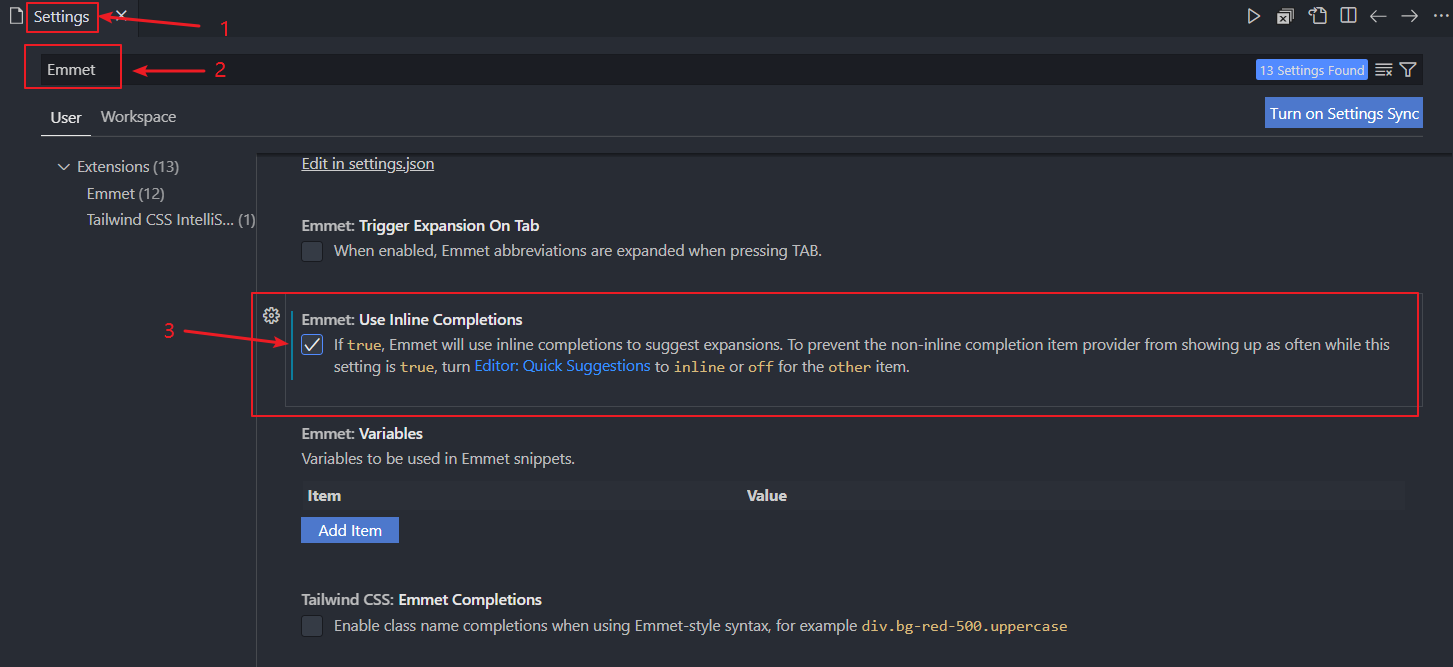 Settings
1
Emmet
2
13 Settings Found
User
Workspace
Turn on Settings Sync
Extensions (13)
Emmet (12)
Tailwind CSS IntelliS... (1)
Edit in settings.json
Emmet: Trigger Expansion On Tab
When enabled, Emmet abbreviations are expanded when pressing TAB.
3
Emmet: Use Inline Completions
If true, Emmet will use inline completions to suggest expansions. To prevent the non-inline completion item provider from showing up as often while this
setting is true, turn Editor: Quick Suggestions to inline or off for the other item.
Emmet: Variables
Variables to be used in Emmet snippets.
Item
Value
Add Item
Tailwind CSS: Emmet Completions
Enable class name completions when using Emmet-style syntax, for example div.bg-red-500.uppercase